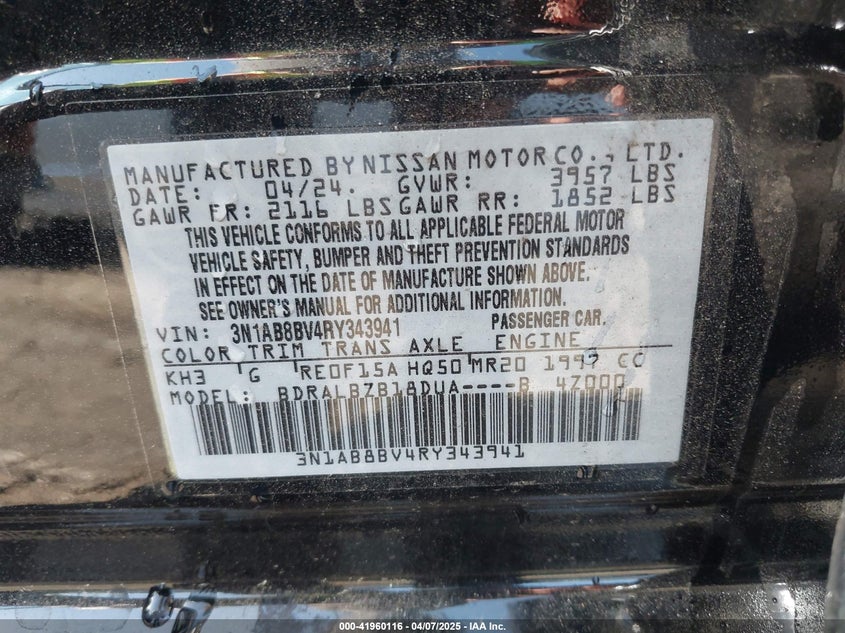 MANUFACTURED BY NISSAN MOTOR CO., LTD.
DATE: 04/24. GVWR: 3957 LBS
GAWR FR: 2116 LBS GAWR RR: 1852 LBS
THIS VEHICLE CONFORMS TO ALL APPLICABLE FEDERAL MOTOR
VEHICLE SAFETY, BUMPER AND THEFT PREVENTION STANDARDS
IN EFFECT ON THE DATE OF MANUFACTURE SHOWN ABOVE.
SEE OWNER'S MANUAL FOR ADDITIONAL INFORMATION.
VIN: 3N1AB8BV4RY343941 PASSENGER CAR.
COLOR TRIM TRANS AXLE ENGINE
KH3 G RE0F15A HQ50 MR20 1997 CC
MODEL: BDRALBZB18DUA----B 4Z000
3N1AB8BV4RY343941
000-41960116 - 04/07/2025 - IAA Inc.